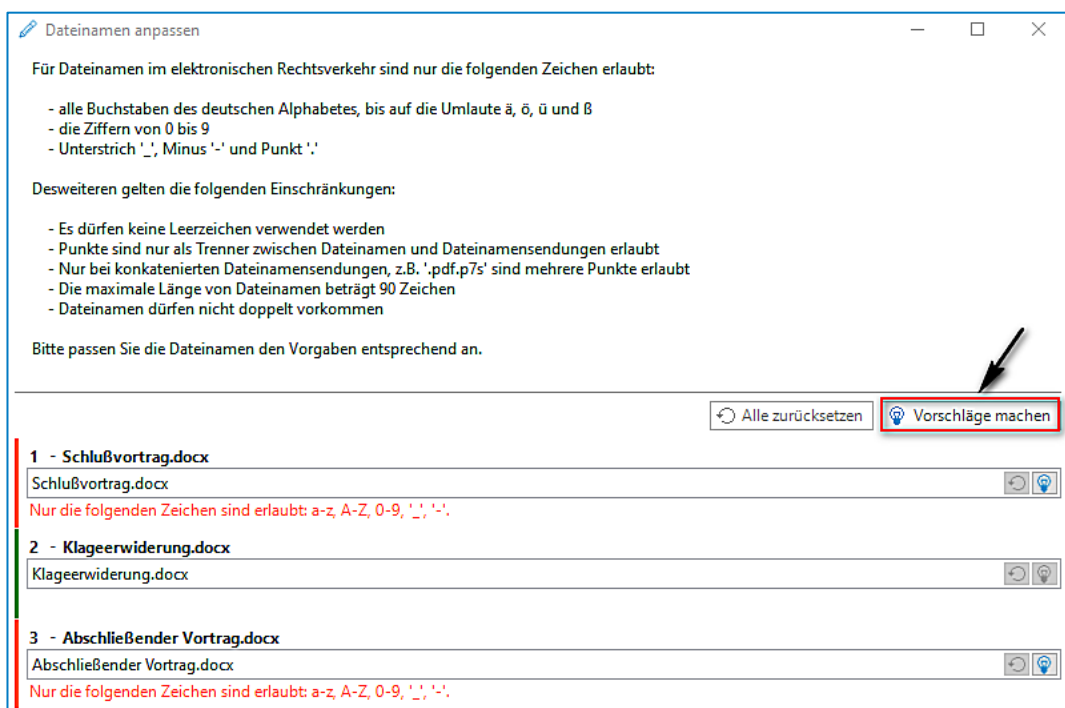 Dateinamen anpassen
Für Dateinamen im elektronischen Rechtsverkehr sind nur die folgenden Zeichen erlaubt:
- alle Buchstaben des deutschen Alphabetes, bis auf die Umlaute ä, ö, ü und ß
- die Ziffern von 0 bis 9
- Unterstrich '_', Minus '-' und Punkt '.'
Desweiteren gelten die folgenden Einschränkungen:
- Es dürfen keine Leerzeichen verwendet werden
- Punkte sind nur als Trenner zwischen Dateinamen und Dateinamensendungen erlaubt
- Nur bei konkatenierten Dateinamensendungen, z.B. '.pdf.p7s' sind mehrere Punkte erlaubt
- Die maximale Länge von Dateinamen beträgt 90 Zeichen
- Dateinamen dürfen nicht doppelt vorkommen
Bitte passen Sie die Dateinamen den Vorgaben entsprechend an.
Alle zurücksetzen Vorschläge machen
1 - Schlußvortrag.docx
Schlußvortrag.docx
Nur die folgenden Zeichen sind erlaubt: a-z, A-Z, 0-9, '_', '-'.
2 - Klageerwiderung.docx
Klageerwiderung.docx
3 - Abschließender Vortrag.docx
Abschließender Vortrag.docx
Nur die folgenden Zeichen sind erlaubt: a-z, A-Z, 0-9, '_', '-'.